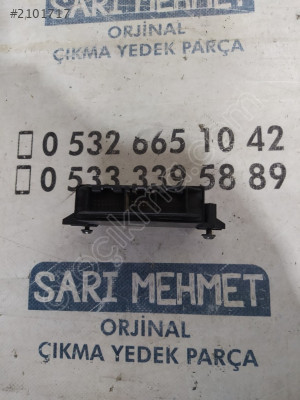 #2101717
SARI MEHMET
ORJİNAL
ÇIKMA YEDEK PARÇA
0 532 665 10 42
0 533 339 58 89
SARI MEHMET
ORJİNAL
ÇIKMA YEDEK PARÇA